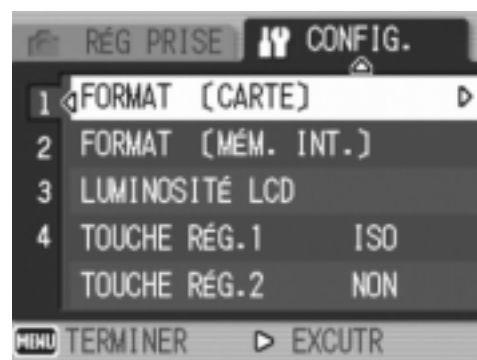 RÉG PRISE CONFIG.
1 FORMAT [CARTE]
2 FORMAT [MÉM. INT.]
3 LUMINOSITÉ LCD
4 TOUCHE RÉG.1 ISO
TOUCHE RÉG.2 NON
MENU TERMINER EXCUTR